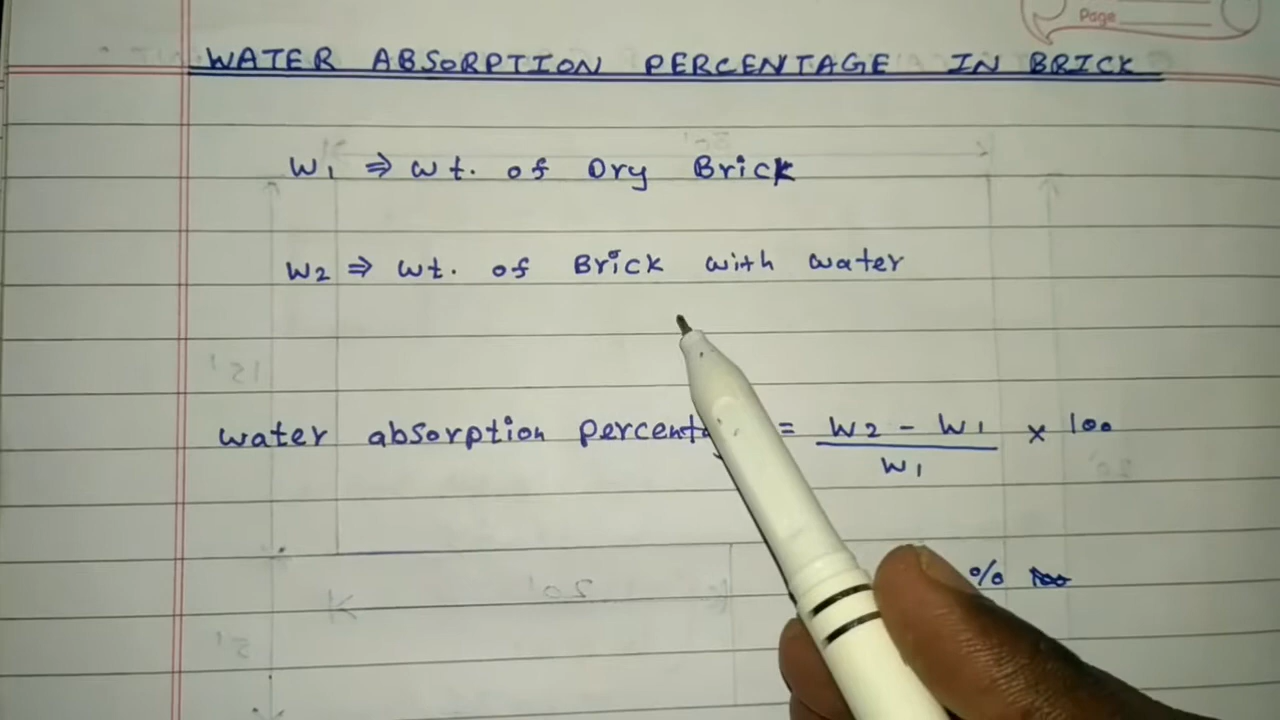 Page
WATER ABSORPTION PERCENTAGE IN BRICK
W1 ⇒ wt. of Dry Brick
W2 ⇒ wt. of Brick with water
water absorption = W2 - W1 / W1 × 100
%